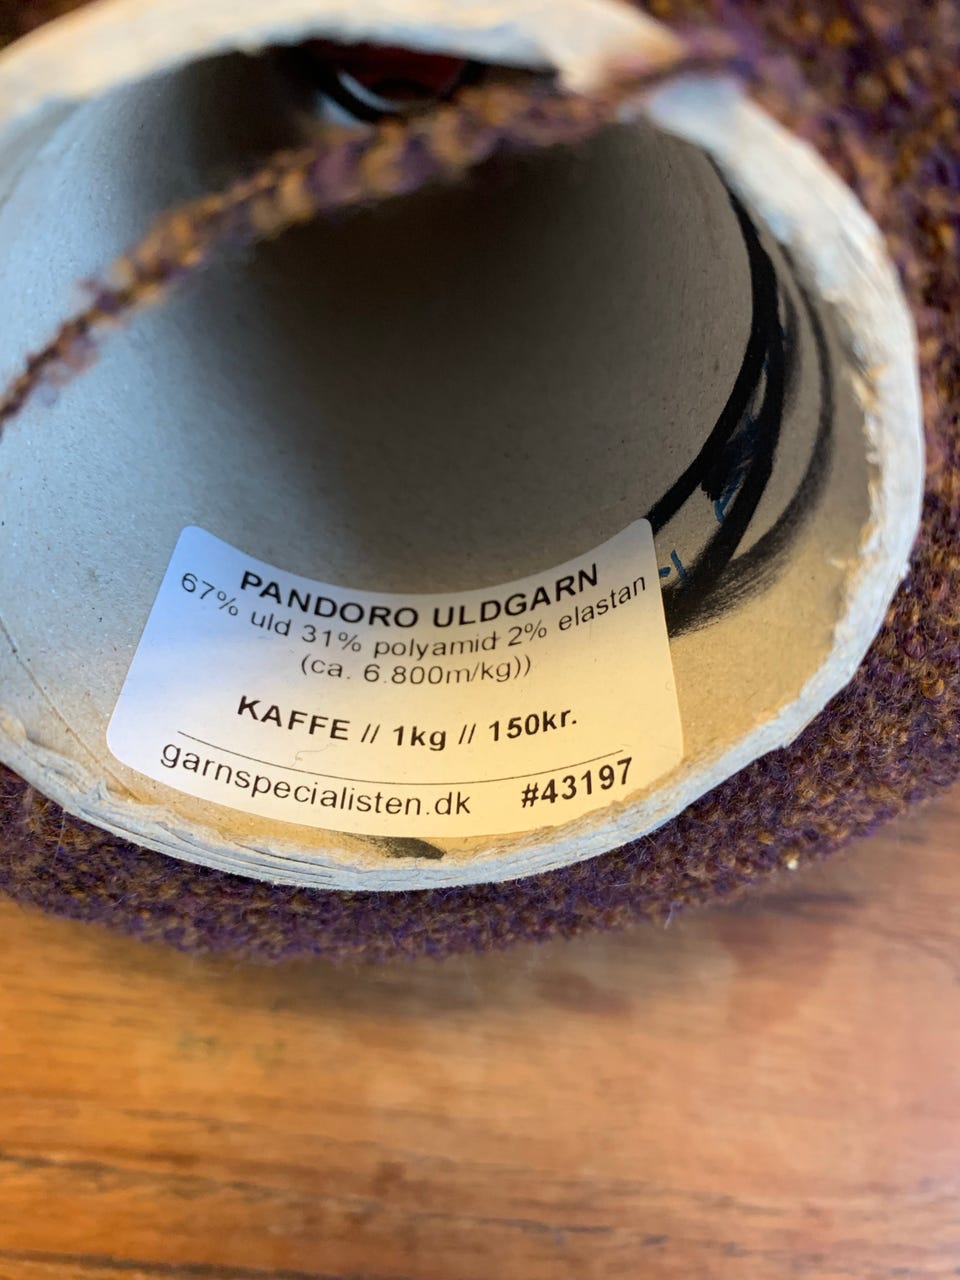 PANDORO ULDGARN
67% uld 31% polyamid 2% elastan
(ca. 6.800m/kg))
KAFFE // 1kg // 150kr.
garnspecialisten.dk #43197